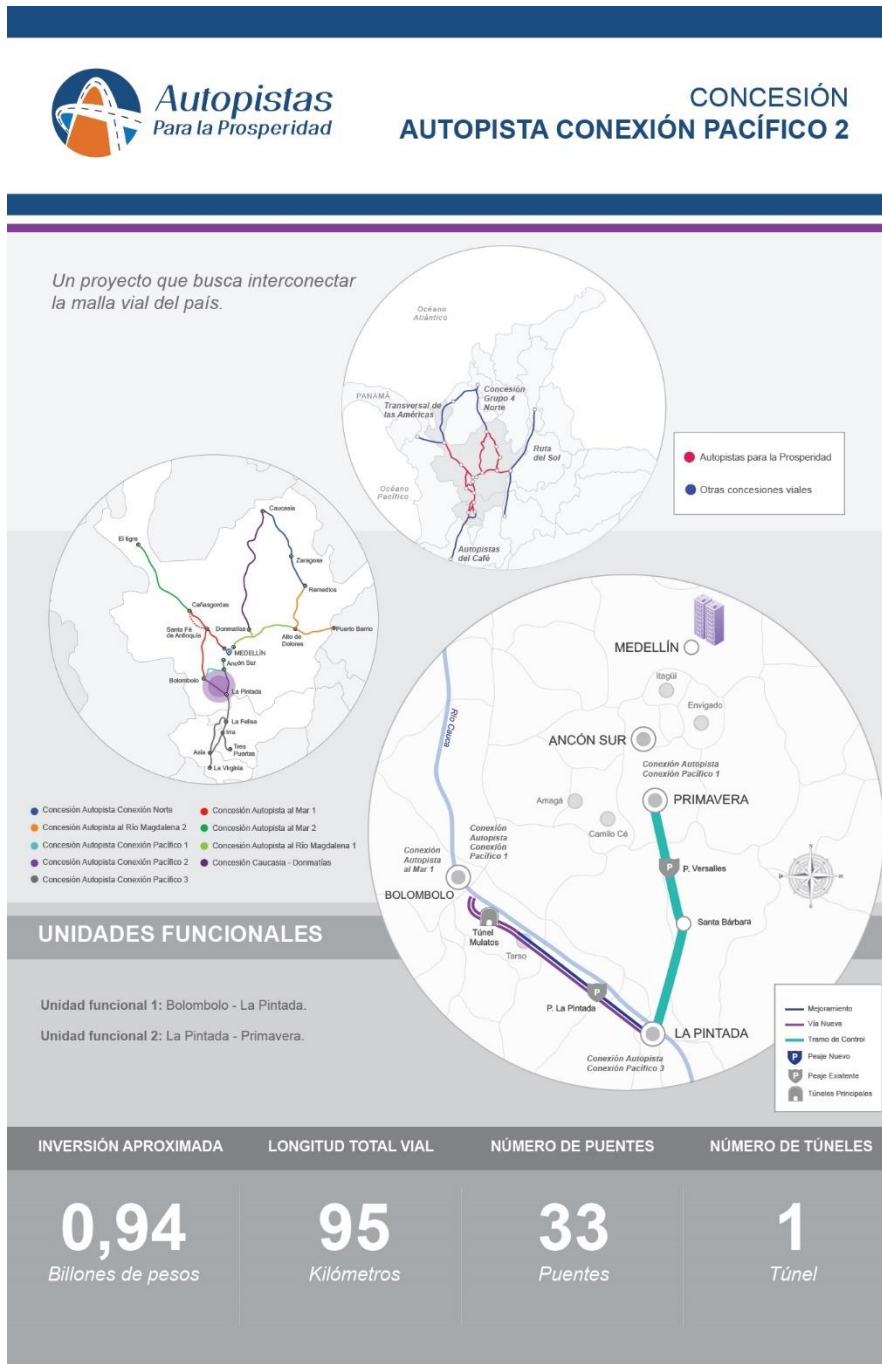 Autopistas
Para la Prosperidad
CONCESIÓN
AUTOPISTA CONEXIÓN PACÍFICO 2
Un proyecto que busca interconectar
la malla vial del país.
Océano
Atlántico
PANAMÁ
Transversal de
las Américas
Concesión
Grupo 4
Norte
Ruta
del Sol
Océano
Pacífico
Autopistas
del Café
Autopistas para la Prosperidad
Otras concesiones viales
Caucasia
El tigre
Zaragosa
Remedios
Cañasgordas
Santa Fé
de Antioquía
Donmatías
Alto de
Dolores
Puerto Berrio
MEDELLÍN
Ancón Sur
Bolombolo
La Pintada
La Felisa
Irra
Tres
Puertas
Asia
La Virginia
Concesión Autopista Conexión Norte
Concesión Autopista al Río Magdalena 2
Concesión Autopista Conexión Pacífico 1
Concesión Autopista Conexión Pacífico 2
Concesión Autopista Conexión Pacífico 3
Concesión Autopista al Mar 1
Concesión Autopista al Mar 2
Concesión Autopista al Río Magdalena 1
Concesión Caucasia - Donmatías
MEDELLÍN
Itagüí
Envigado
Río Cauca
ANCÓN SUR
Conexión Autopista
Conexión Pacífico 1
PRIMAVERA
Amagá
Camilo Cé
Conexión
Autopista
Conexión
Pacífico 1
Conexión
Autopista
al Mar 1
BOLOMBOLO
P
P. Versalles
Santa Bárbara
Túnel
Mulatos
Tarso
P
P. La Pintada
LA PINTADA
Conexión Autopista
Conexión Pacífico 3
Mejoramiento
Vía Nueva
Tramo de Control
P Peaje Nuevo
P Peaje Existente
Túneles Principales
UNIDADES FUNCIONALES
Unidad funcional 1: Bolombolo - La Pintada.
Unidad funcional 2: La Pintada - Primavera.
INVERSIÓN APROXIMADA
0,94
Billones de pesos
LONGITUD TOTAL VIAL
95
Kilómetros
NÚMERO DE PUENTES
33
Puentes
NÚMERO DE TÚNELES
1
Túnel